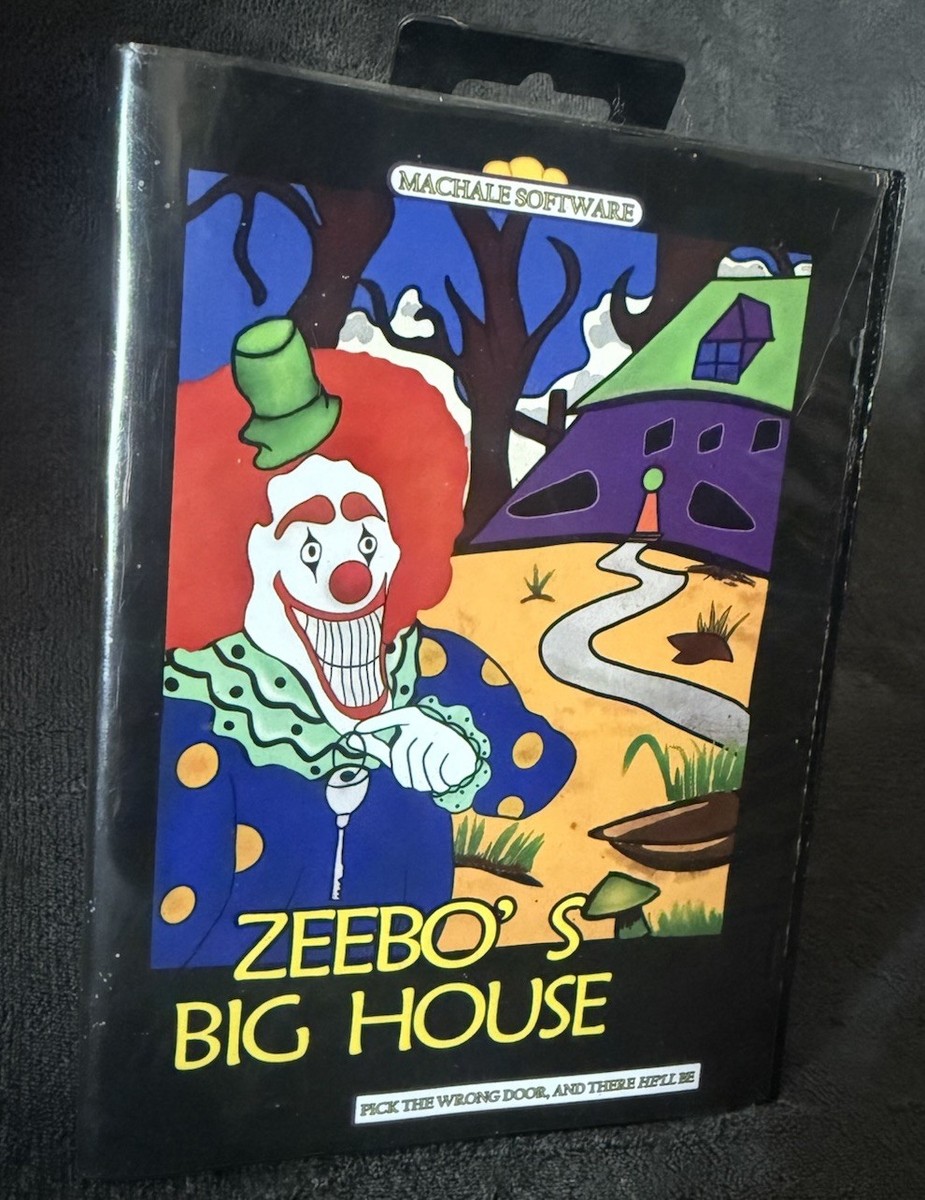 MACHALE SOFTWARE
ZEEBO' S
BIG HOUSE
PICK THE WRONG DOOR, AND THERE HE'LL BE